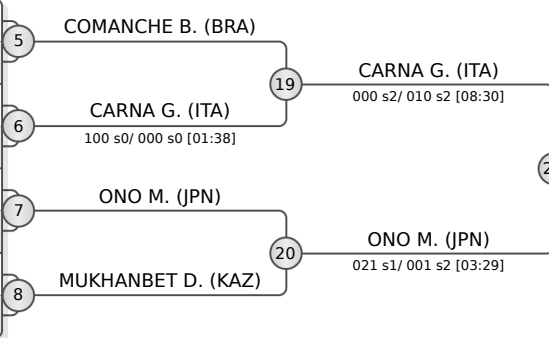 COMANCHE B. (BRA)
5
19
CARNA G. (ITA)
000 s2/ 010 s2 [08:30]
CARNA G. (ITA)
6
100 s0/ 000 s0 [01:38]
ONO M. (JPN)
7
20
ONO M. (JPN)
021 s1/ 001 s2 [03:29]
MUKHANBET D. (KAZ)
8